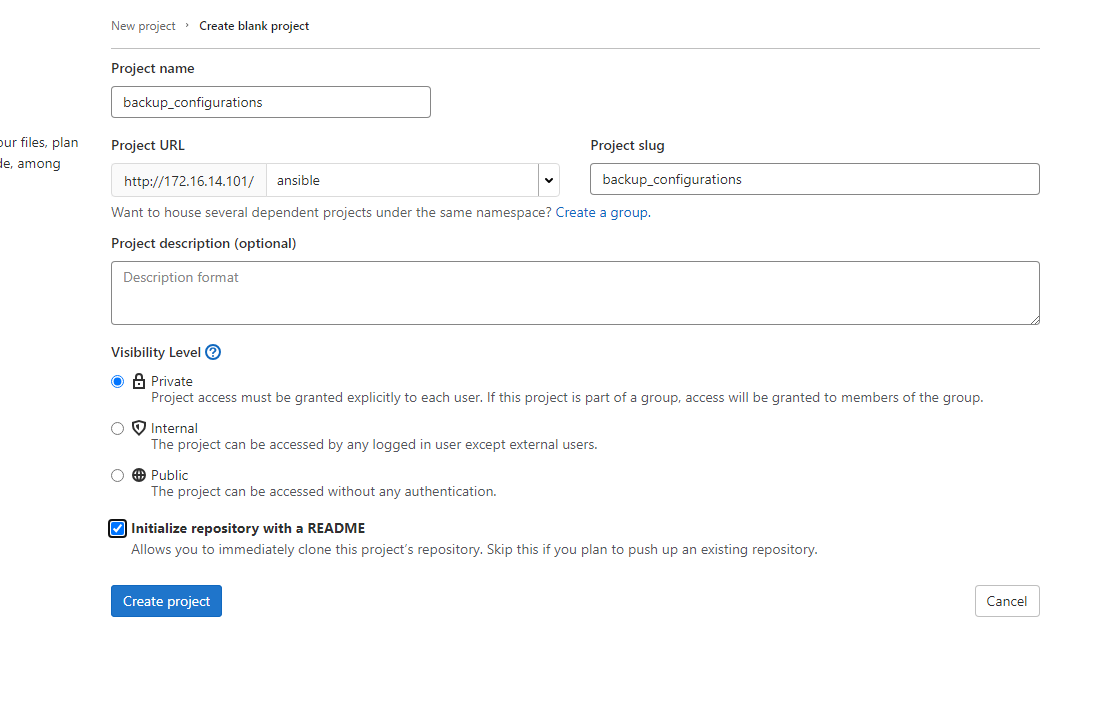 New project › Create blank project
Project name
backup_configurations
our files, plan
de, among
Project URL
Project slug
http://172.16.14.101/ ansible
backup_configurations
Want to house several dependent projects under the same namespace? Create a group.
Project description (optional)
Description format
Visibility Level ?
Private
Project access must be granted explicitly to each user. If this project is part of a group, access will be granted to members of the group.
Internal
The project can be accessed by any logged in user except external users.
Public
The project can be accessed without any authentication.
Initialize repository with a README
Allows you to immediately clone this project's repository. Skip this if you plan to push up an existing repository.
Create project
Cancel